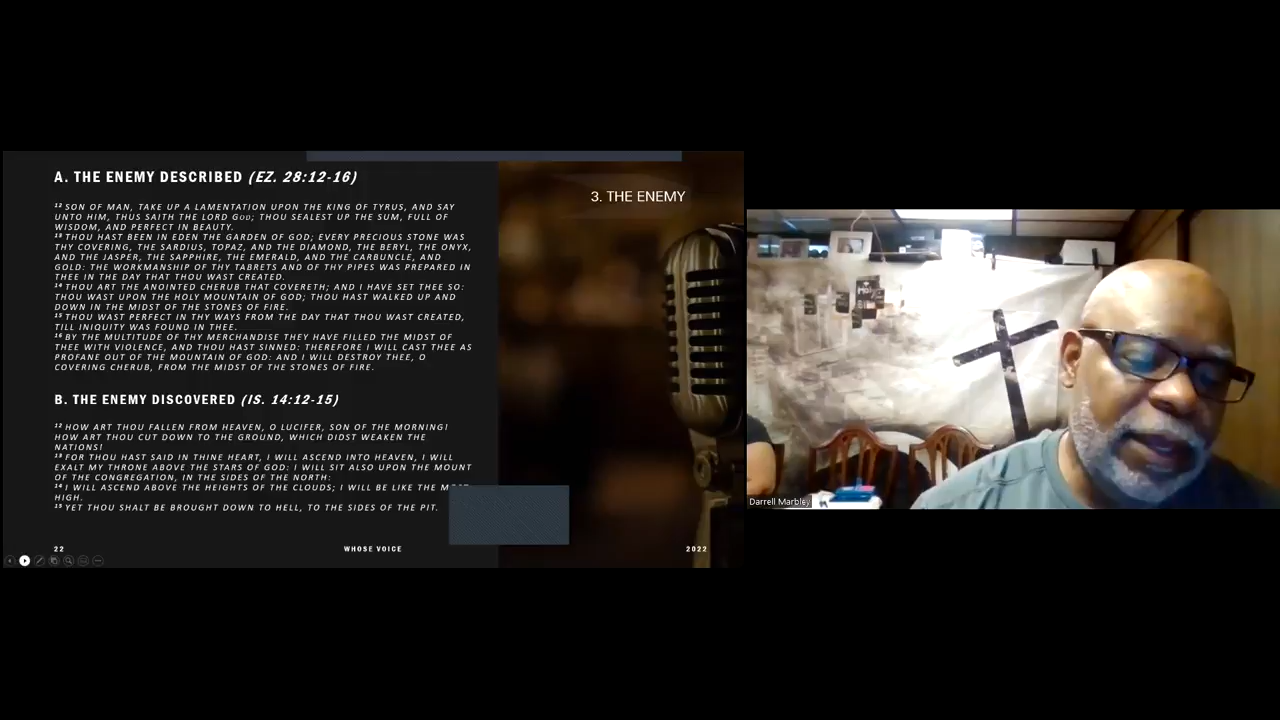 A. THE ENEMY DESCRIBED (EZ. 28:12-16)
12 SON OF MAN, TAKE UP A LAMENTATION UPON THE KING OF TYRUS, AND SAY
UNTO HIM, THUS SAITH THE LORD GOD; THOU SEALEST UP THE SUM, FULL OF
WISDOM, AND PERFECT IN BEAUTY.
13 THOU HAST BEEN IN EDEN THE GARDEN OF GOD; EVERY PRECIOUS STONE WAS
THY COVERING, THE SARDIUS, TOPAZ, AND THE DIAMOND, THE BERYL, THE ONYX,
AND THE JASPER, THE SAPPHIRE, THE EMERALD, AND THE CARBUNCLE, AND
GOLD: THE WORKMANSHIP OF THY TABRETS AND OF THY PIPES WAS PREPARED IN
THEE IN THE DAY THAT THOU WAST CREATED.
14 THOU ART THE ANOINTED CHERUB THAT COVERETH; AND I HAVE SET THEE SO:
THOU WAST UPON THE HOLY MOUNTAIN OF GOD; THOU HAST WALKED UP AND
DOWN IN THE MIDST OF THE STONES OF FIRE.
15 THOU WAST PERFECT IN THY WAYS FROM THE DAY THAT THOU WAST CREATED,
TILL INIQUITY WAS FOUND IN THEE.
16 BY THE MULTITUDE OF THY MERCHANDISE THEY HAVE FILLED THE MIDST OF
THEE WITH VIOLENCE, AND THOU HAST SINNED: THEREFORE I WILL CAST THEE AS
PROFANE OUT OF THE MOUNTAIN OF GOD: AND I WILL DESTROY THEE, O
COVERING CHERUB, FROM THE MIDST OF THE STONES OF FIRE.
B. THE ENEMY DISCOVERED (IS. 14:12-15)
12 HOW ART THOU FALLEN FROM HEAVEN, O LUCIFER, SON OF THE MORNING!
HOW ART THOU CUT DOWN TO THE GROUND, WHICH DIDST WEAKEN THE
NATIONS!
13 FOR THOU HAST SAID IN THINE HEART, I WILL ASCEND INTO HEAVEN, I WILL
EXALT MY THRONE ABOVE THE STARS OF GOD: I WILL SIT ALSO UPON THE MOUNT
OF THE CONGREGATION, IN THE SIDES OF THE NORTH:
14 I WILL ASCEND ABOVE THE HEIGHTS OF THE CLOUDS; I WILL BE LIKE THE MOST
HIGH.
15 YET THOU SHALT BE BROUGHT DOWN TO HELL, TO THE SIDES OF THE PIT.
22
WHOSE VOICE
2022
3. THE ENEMY
Darrell Marbley